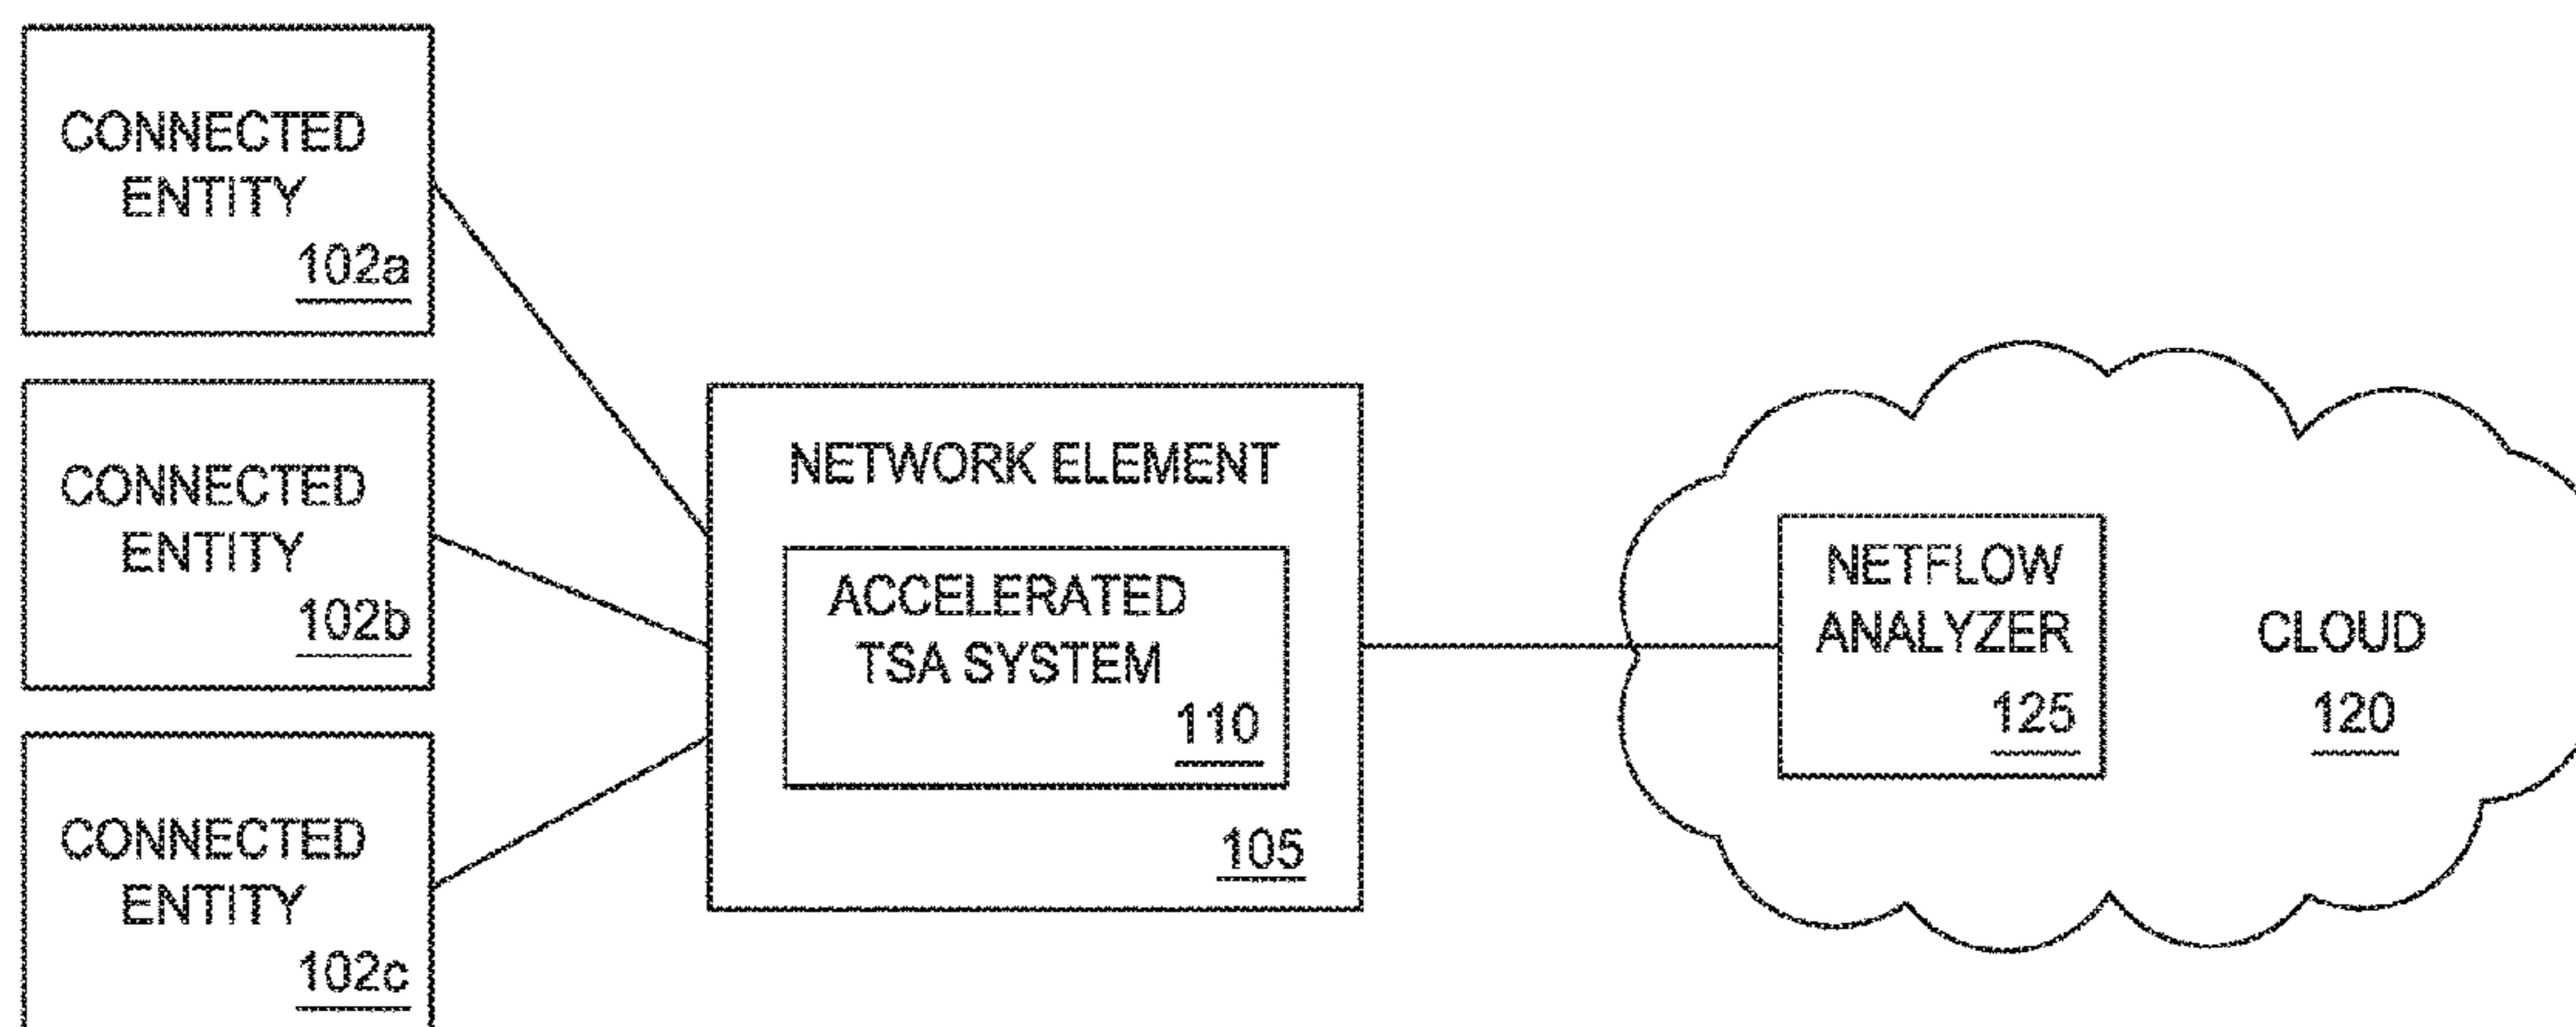 CONNECTED
ENTITY
102a
CONNECTED
ENTITY
102b
CONNECTED
ENTITY
102c
NETWORK ELEMENT
ACCELERATED
TSA SYSTEM
110
105
NETFLOW
ANALYZER
125
CLOUD
120